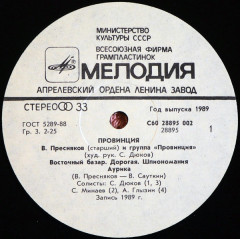 МИНИСТЕРСТВО
КУЛЬТУРЫ СССР
ВСЕСОЮЗНАЯ ФИРМА
ГРАМПЛАСТИНОК
МЕЛОДИЯ
АПРЕЛЕВСКИЙ ОРДЕНА ЛЕНИНА ЗАВОД
СТЕРЕО 33
Год выпуска 1989
ГОСТ 5289-88
Гр. 3. 2-25
С60 28895 002
28895
1
ПРОВИНЦИЯ
В. Пресняков (старший) и группа «Провинция»
(худ. рук. С. Дюков)
Восточный базар. Дорогая. Шпиономания
Аурика
(В. Пресняков — В. Сауткин)
Солисты: С. Дюков (1, 3)
С. Минаев (2), А. Глызин (4)
Запись 1989 г.